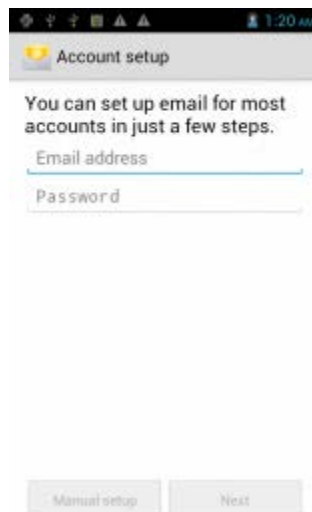 1:20 AM
Account setup
You can set up email for most
accounts in just a few steps.
Email address
Password
Manual setup
Next